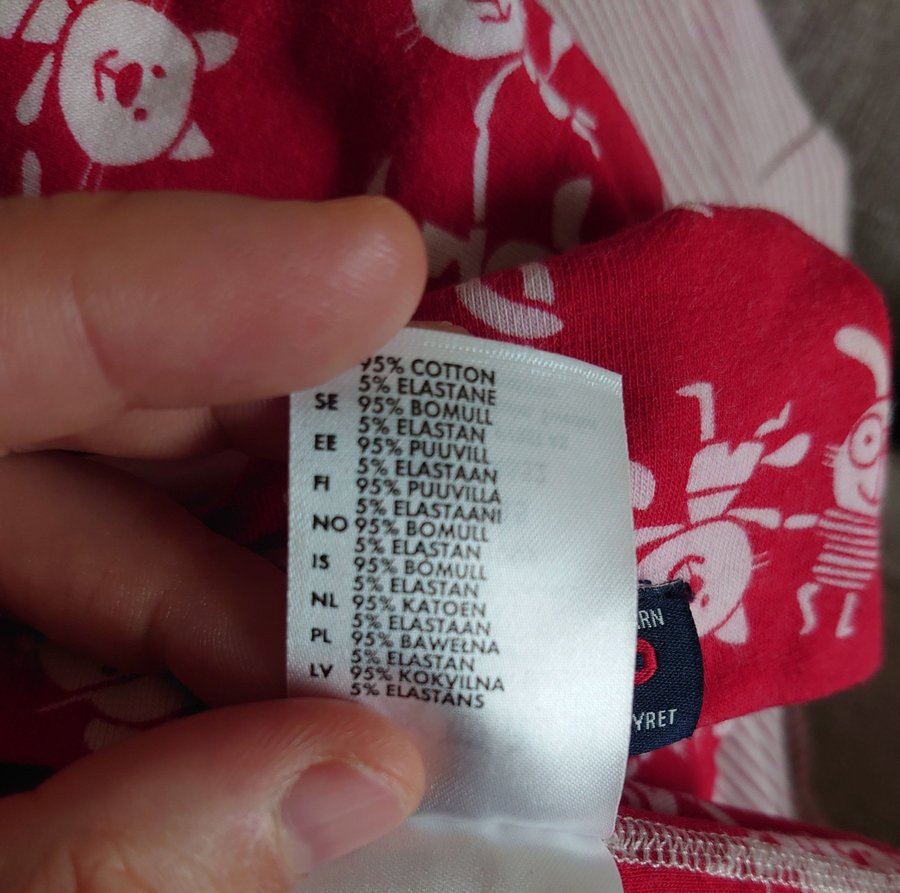 95% COTTON
5% ELASTANE
SE 95% BOMULL
5% ELASTAN
EE 95% PUUVILL
5% ELASTAAN
FI 95% PUUVILLA
5% ELASTAANI
NO 95% BOMULL
5% ELASTAN
IS 95% BÓMULL
5% ELASTAN
NL 95% KATOEN
5% ELASTAAN
PL 95% BAWEŁNA
5% ELASTAN
LV 95% KOKVILNA
5% ELASTĀNS